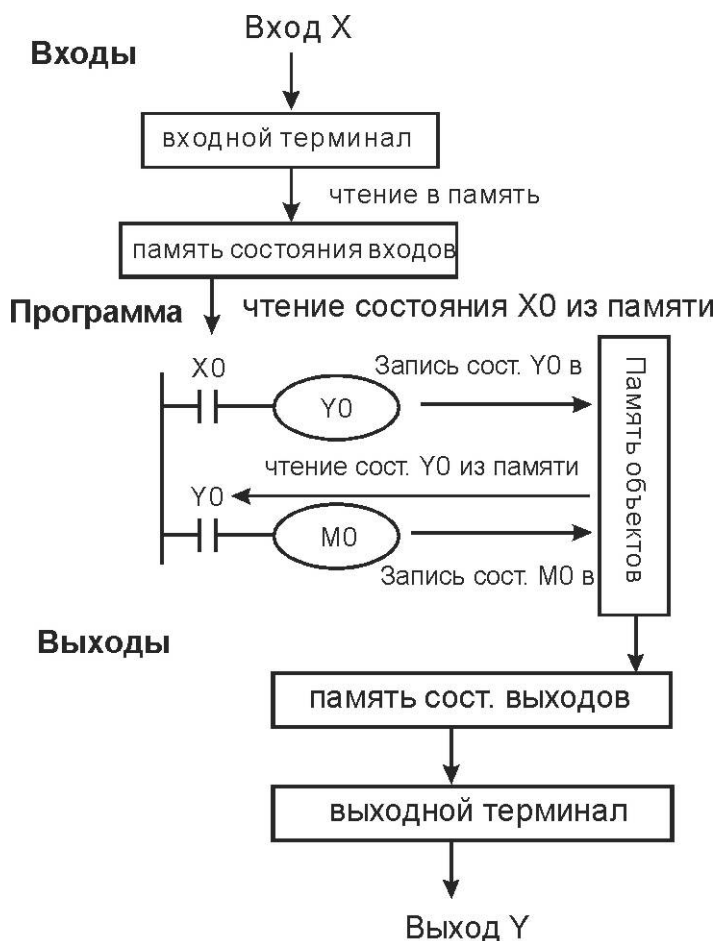 Вход X
Входы
входной терминал
чтение в память
память состояния входов
Программа
чтение состояния X0 из памяти
X0
Запись сост. Y0 в
Y0
Память объектов
чтение сост. Y0 из памяти
Y0
M0
Запись сост. M0 в
Выходы
память сост. выходов
выходной терминал
Выход Y